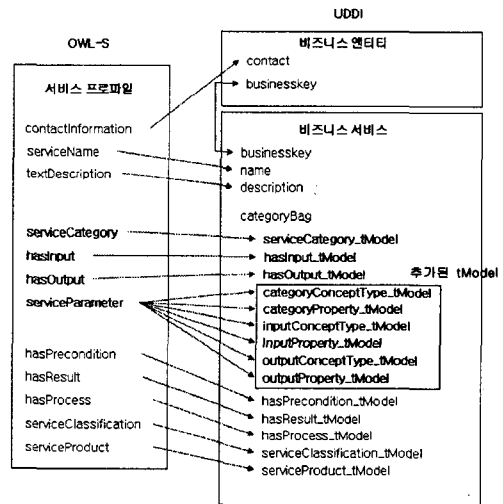 UDDI
OWL-S
서비스 프로파일
contactInformation
serviceName
textDescription
serviceCategory
hasInput
hasOutput
serviceParameter
hasPrecondition
hasResult
hasProcess
serviceClassification
serviceProduct
비즈니스 엔티티
contact
businesskey
비즈니스 서비스
businesskey
name
description
categoryBag
serviceCategory_tModel
hasInput_tModel
hasOutput_tModel
추가된 tModel
categoryConceptType_tModel
categoryProperty_tModel
inputConceptType_tModel
InputProperty_tModel
outputConceptType_tModel
outputProperty_tModel
hasPrecondition_tModel
hasResult_tModel
hasProcess_tModel
serviceClassification_tModel
serviceProduct_tModel